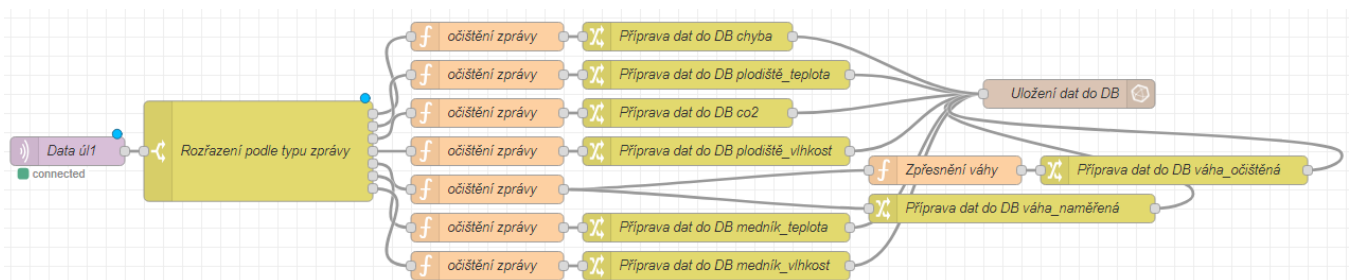 očištění zprávy
Příprava dat do DB chyba
očištění zprávy
Příprava dat do DB plodiště_teplota
Uložení dat do DB
očištění zprávy
Příprava dat do DB co2
Data úl1
connected
Rozřazení podle typu zprávy
očištění zprávy
Příprava dat do DB plodiště_vlhkost
Zpřesnění váhy
Příprava dat do DB váha_očištěná
očištění zprávy
Příprava dat do DB váha_naměřená
očištění zprávy
Příprava dat do DB medník_teplota
očištění zprávy
Příprava dat do DB medník_vlhkost